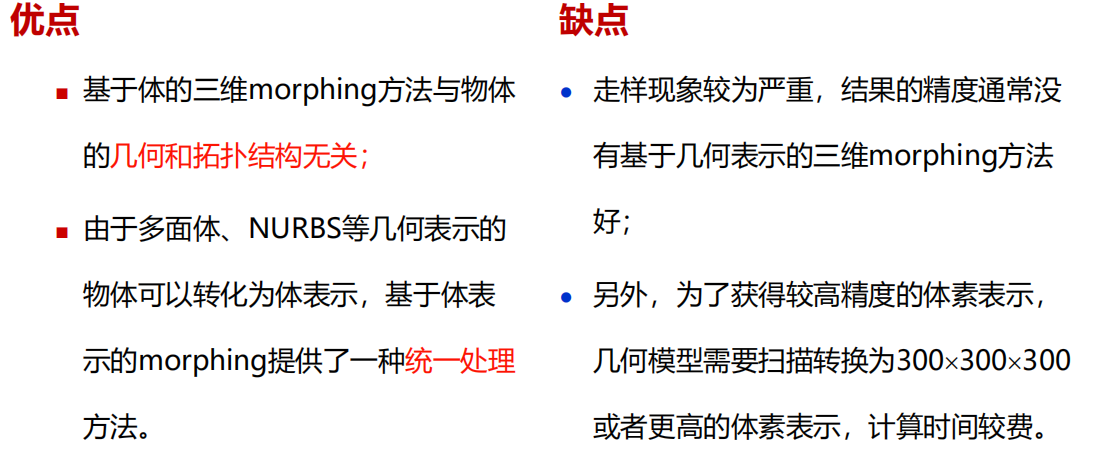 优点
基于体的三维morphing方法与物体
的几何和拓扑结构无关；
由于多面体、NURBS等几何表示的
物体可以转化为体表示，基于体表
示的morphing提供了一种统一处理
方法。
缺点
走样现象较为严重，结果的精度通常没
有基于几何表示的三维morphing方法
好；
另外，为了获得较高精度的体素表示，
几何模型需要扫描转换为300×300×300
或者更高的体素表示，计算时间较费。